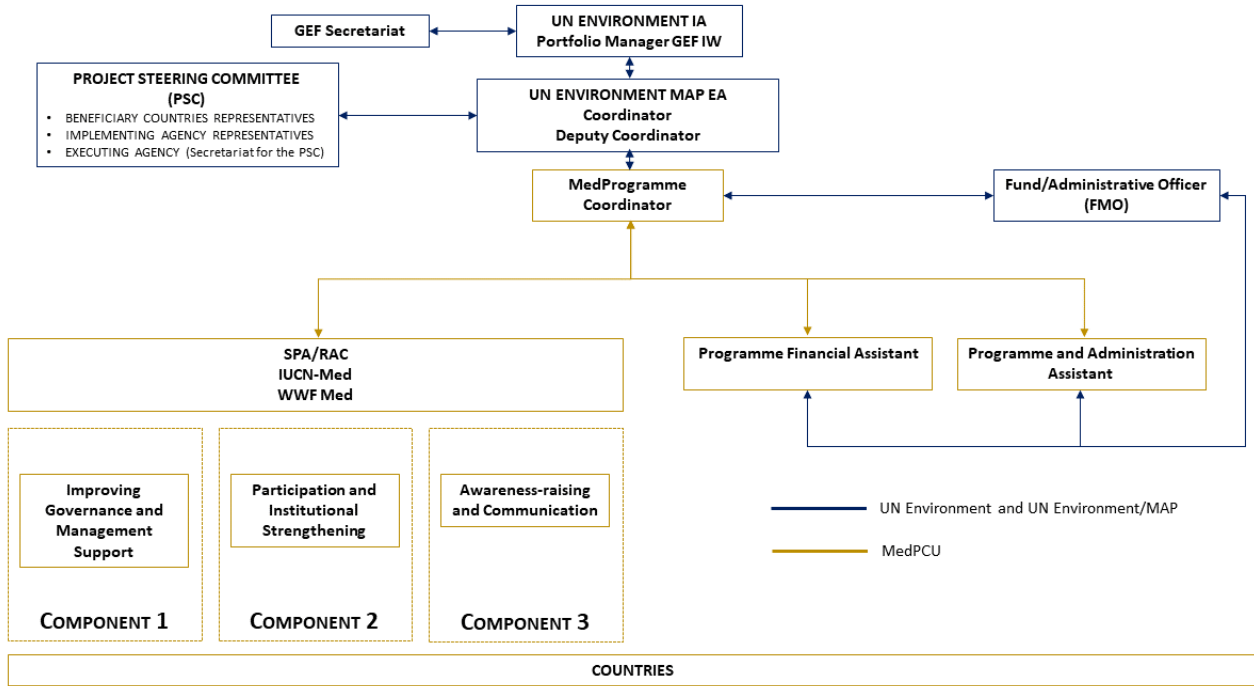 UN ENVIRONMENT IA
Portfolio Manager GEF IW
GEF Secretariat
PROJECT STEERING COMMITTEE
(PSC)
• BENEFICIARY COUNTRIES REPRESENTATIVES
• IMPLEMENTING AGENCY REPRESENTATIVES
• EXECUTING AGENCY (Secretariat for the PSC)
UN ENVIRONMENT MAP EA
Coordinator
Deputy Coordinator
MedProgramme
Coordinator
Fund/Administrative Officer
(FMO)
SPA/RAC
IUCN-Med
WWF Med
Programme Financial Assistant
Programme and Administration
Assistant
Improving
Governance and
Management
Support
COMPONENT 1
Participation and
Institutional
Strengthening
COMPONENT 2
Awareness-raising
and Communication
COMPONENT 3
UN Environment and UN Environment/MAP
MedPCU
COUNTRIES